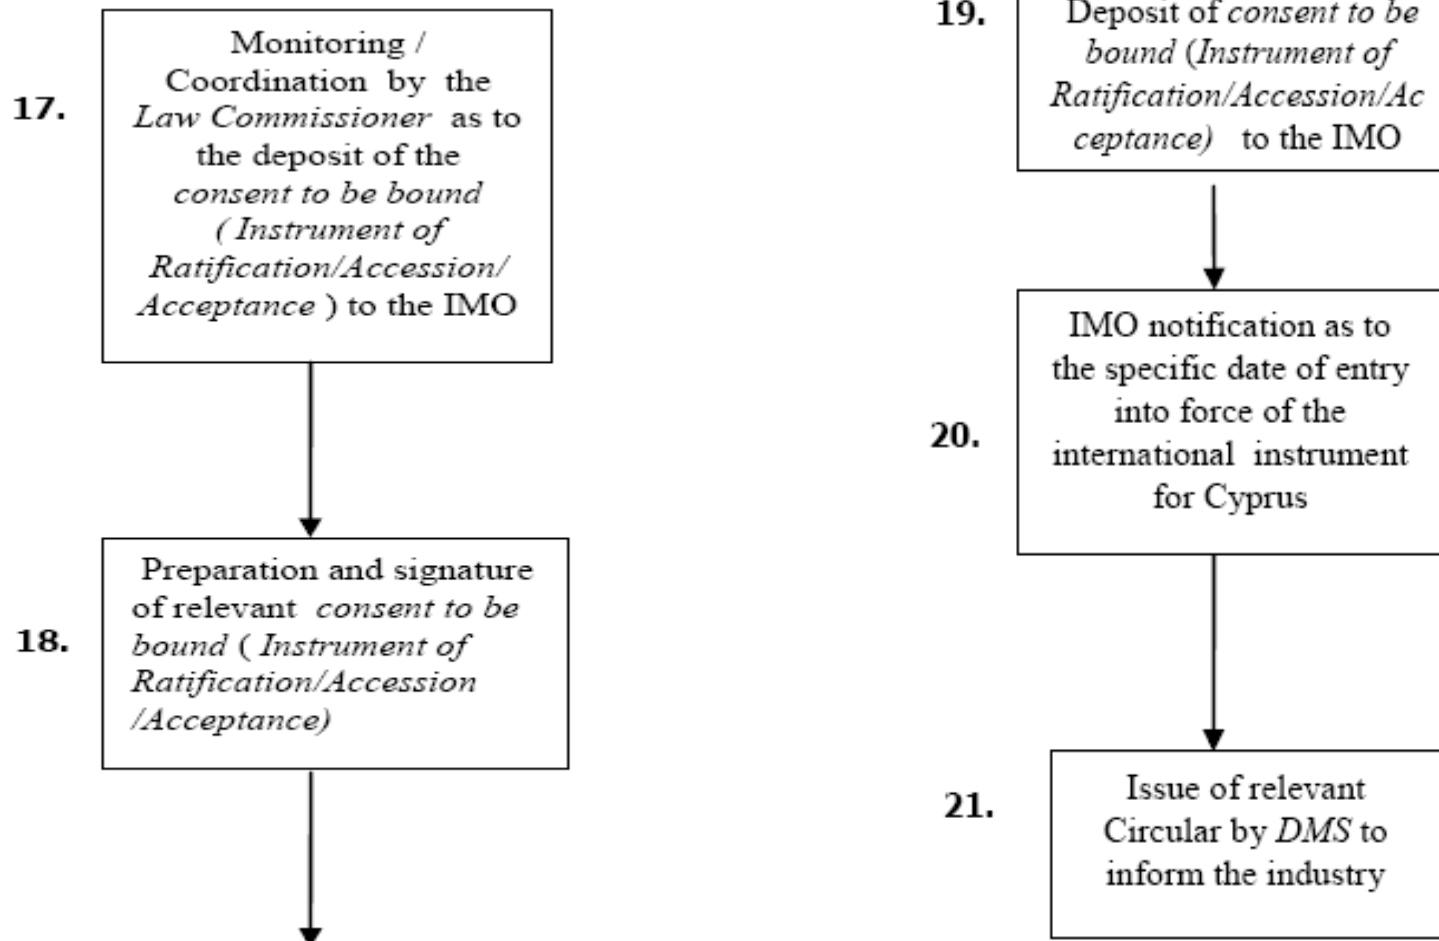 17.
Monitoring /
Coordination by the
Law Commissioner as to
the deposit of the
consent to be bound
( Instrument of
Ratification/Accession/
Acceptance ) to the IMO
18.
Preparation and signature
of relevant consent to be
bound ( Instrument of
Ratification/Accession
/Acceptance)
19.
Deposit of consent to be
bound (Instrument of
Ratification/Accession/Ac
ceptance) to the IMO
20.
IMO notification as to
the specific date of entry
into force of the
international instrument
for Cyprus
21.
Issue of relevant
Circular by DMS to
inform the industry